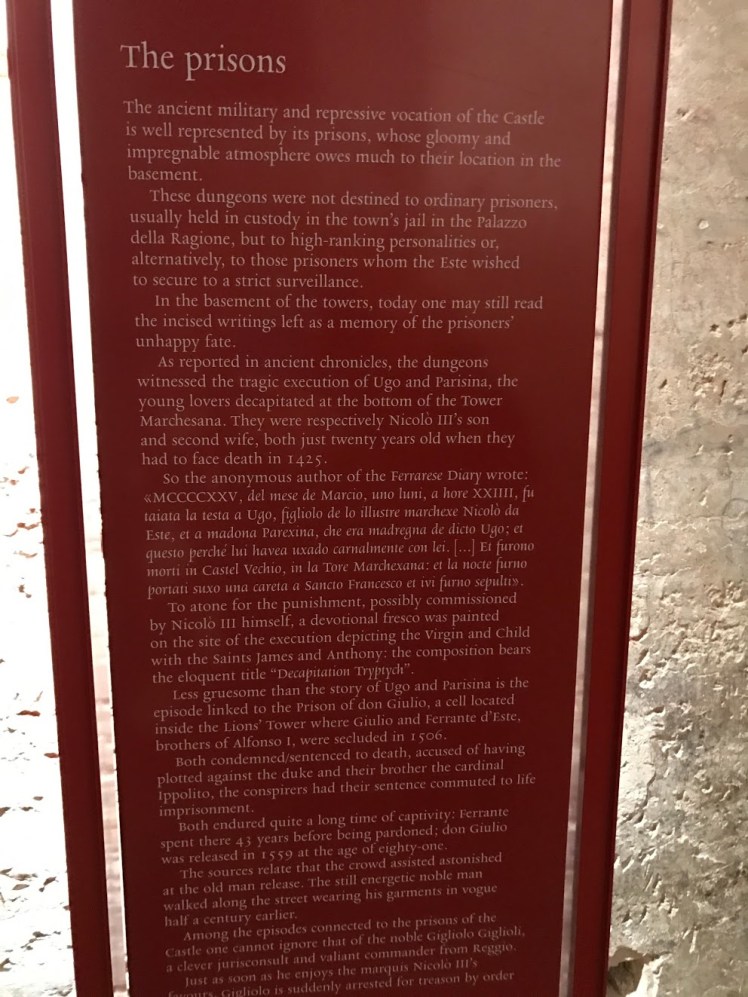 The prisons
The ancient military and repressive vocation of the Castle
is well represented by its prisons, whose gloomy and
impregnable atmosphere owes much to their location in the
basement.
These dungeons were not destined to ordinary prisoners,
usually held in custody in the town's jail in the Palazzo
della Ragione, but to high-ranking personalities or,
alternatively, to those prisoners whom the Este wished
to secure to a strict surveillance.
In the basement of the towers, today one may still read
the incised writings left as a memory of the prisoners'
unhappy fate.
As reported in ancient chronicles, the dungeons
witnessed the tragic execution of Ugo and Parisina, the
young lovers decapitated at the bottom of the Tower
Marchesana. They were respectively Nicolò III's son
and second wife, both just twenty years old when they
had to face death in 1425.
So the anonymous author of the Ferrarese Diary wrote:
«MCCCCXXV, del mese de Marcio, uno luni, a hore XXIIII, fu
taiata la testa a Ugo, figliolo de lo illustre marchexe Nicolò da
Este, et a madona Parexina, che era madregna de dicto Ugo; et
questo perché lui havea uxado carnalmente con lei. [...] Et furono
morti in Castel Vechio, in la Tore Marchexana: et la nocte furno
portati suxo una careta a Sancto Francesco et ivi furno sepulti».
To atone for the punishment, possibly commissioned
by Nicolò III himself, a devotional fresco was painted
on the site of the execution depicting the Virgin and Child
with the Saints James and Anthony: the composition bears
the eloquent title "Decapitation Tryptych".
Less gruesome than the story of Ugo and Parisina is the
episode linked to the Prison of don Giulio, a cell located
inside the Lions' Tower where Giulio and Ferrante d'Este,
brothers of Alfonso I, were secluded in 1506.
Both condemned/sentenced to death, accused of having
plotted against the duke and their brother the cardinal
Ippolito, the conspirers had their sentence commuted to life
imprisonment.
Both endured quite a long time of captivity: Ferrante
spent there 43 years before being pardoned; don Giulio
was released in 1559 at the age of eighty-one.
The sources relate that the crowd assisted astonished
at the old man release. The still energetic noble man
walked along the street wearing his garments in vogue
half a century earlier.
Among the episodes connected to the prisons of the
Castle one cannot ignore that of the noble Gigliolo Giglioli,
a clever jurisconsult and valiant commander from Reggio.
Just as soon as he enjoyes the marquis Nicolò III's
favours, Gigliolo is suddenly arrested for treason by order